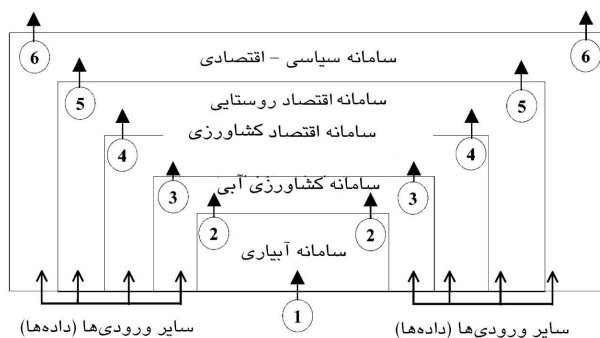 6 سامانه سیاسی – اقتصادی 6
5 سامانه اقتصاد روستایی 5
4 سامانه اقتصاد کشاورزی 4
3 سامانه کشاورزی آبی 3
2 2
سامانه آبیاری
1
سایر ورودی‌ها (داده‌ها)
سایر ورودی‌ها (داده‌ها)